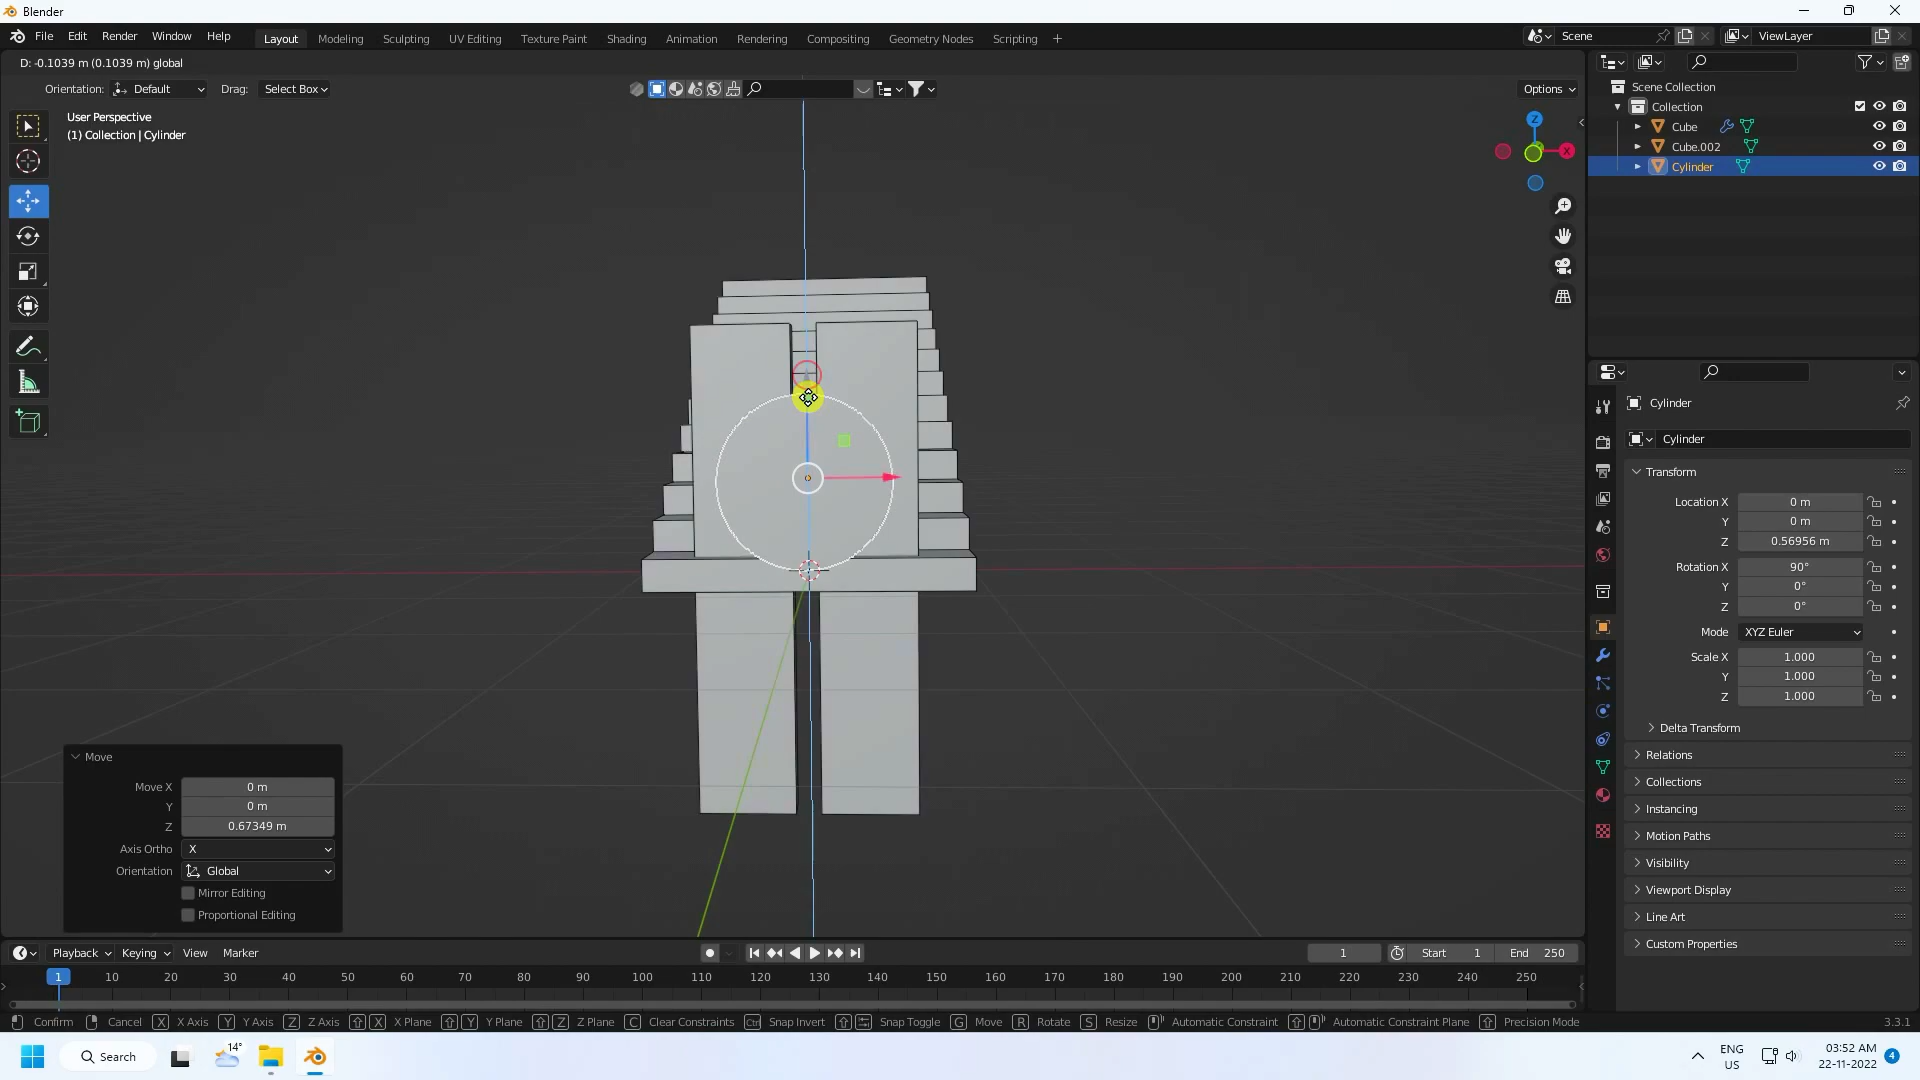 Blender
File Edit Render Window Help
Layout Modeling Sculpting UV Editing Texture Paint Shading Animation Rendering Compositing Geometry Nodes Scripting +
Scene
ViewLayer
D: -0.1039 m (0.1039 m) global
Orientation: Default Drag: Select Box
Options
User Perspective
(1) Collection | Cylinder
Z
X
Scene Collection
Collection
Cube
Cube.002
Cylinder
Cylinder
Cylinder
Transform
Location X 0 m
Y 0 m
Z 0.56956 m
Rotation X 90°
Y 0°
Z 0°
Mode XYZ Euler
Scale X 1.000
Y 1.000
Z 1.000
Delta Transform
Relations
Collections
Instancing
Motion Paths
Visibility
Viewport Display
Line Art
Custom Properties
Move
Move X 0 m
Y 0 m
Z 0.67349 m
Axis Ortho X
Orientation Global
Mirror Editing
Proportional Editing
Playback Keying View Marker
1 Start 1 End 250
1 10 20 30 40 50 60 70 80 90 100 110 120 130 140 150 160 170 180 190 200 210 220 230 240 250
Confirm Cancel X X Axis Y Y Axis Z Z Axis X X Plane Y Y Plane Z Z Plane C Clear Constraints Ctrl Snap Invert Snap Toggle G Move R Rotate S Resize Automatic Constraint Automatic Constraint Plane Precision Mode 3.3.1
Search 14° ENG US 03:52 AM 22-11-2022 4